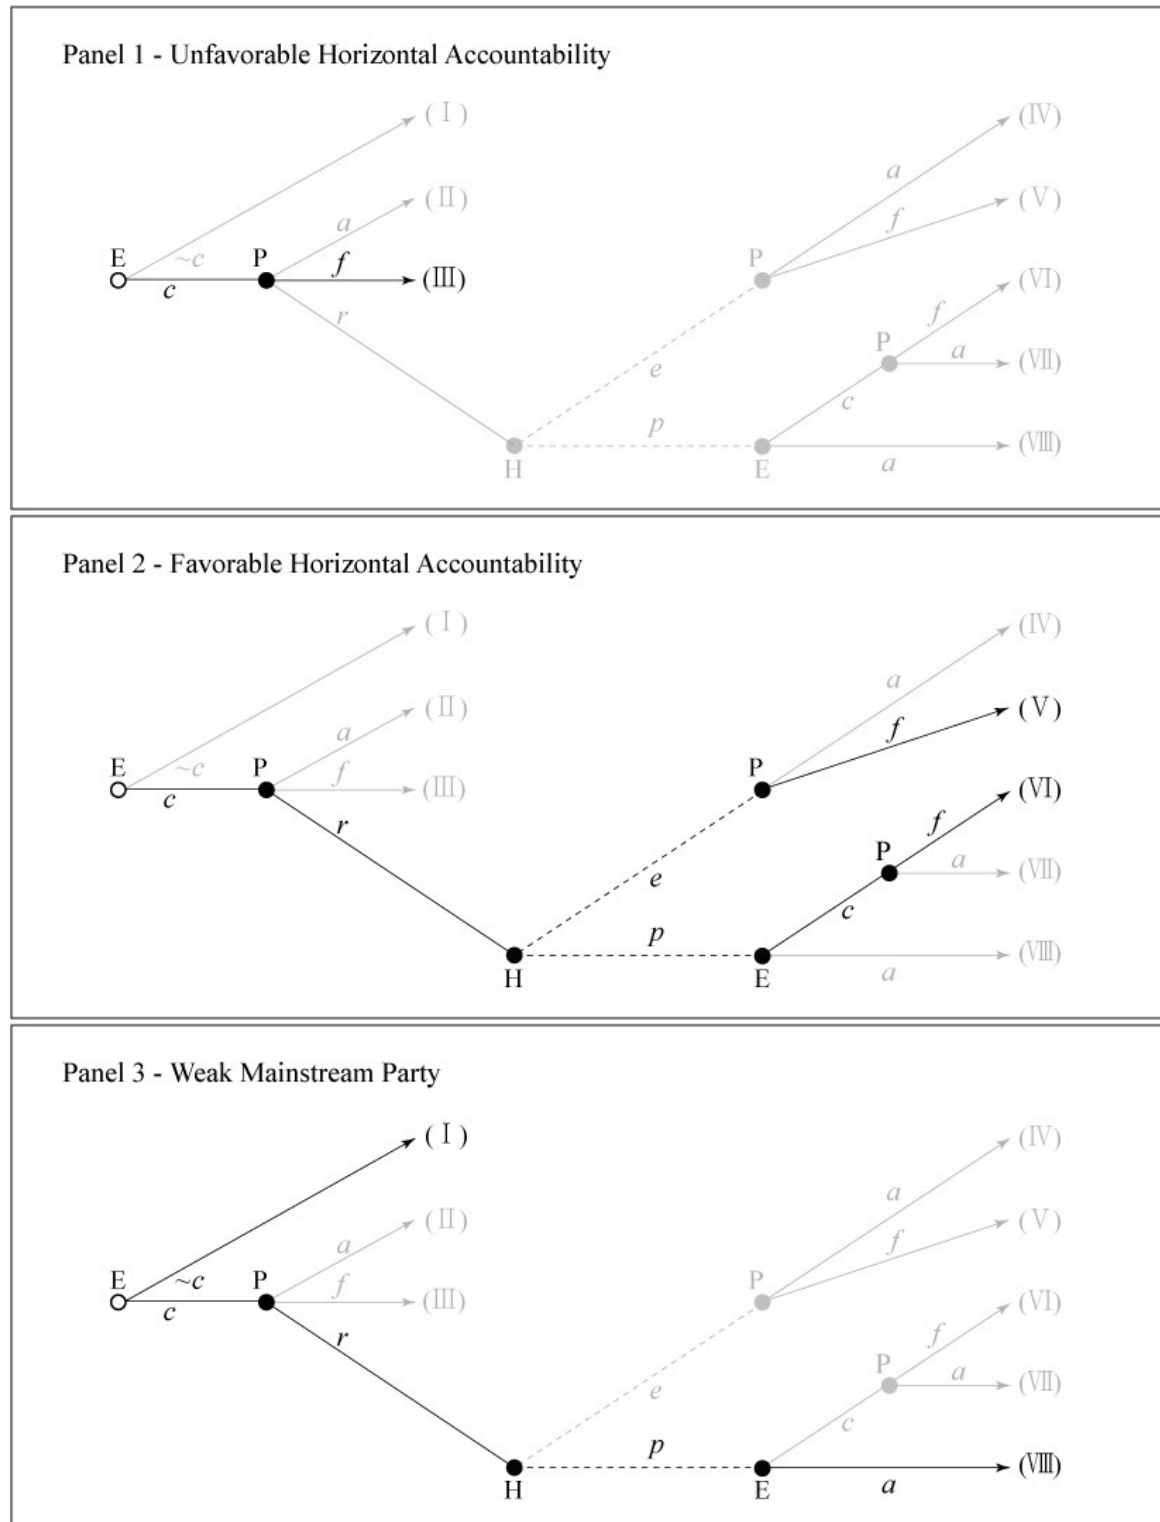 Panel 1 - Unfavorable Horizontal Accountability
(Ⅰ)
(Ⅳ)
a
(Ⅱ)
(Ⅴ)
a
f
E
~c
P
f
(Ⅲ)
P
(Ⅵ)
c
f
r
P
a
(Ⅶ)
e
c
p
(Ⅷ)
H
E
a
Panel 2 - Favorable Horizontal Accountability
(Ⅰ)
(Ⅳ)
a
(Ⅱ)
(Ⅴ)
a
f
E
~c
P
f
(Ⅲ)
P
(Ⅵ)
c
f
r
P
a
(Ⅶ)
e
c
p
(Ⅷ)
H
E
a
Panel 3 - Weak Mainstream Party
(Ⅰ)
(Ⅳ)
a
(Ⅱ)
(Ⅴ)
a
f
E
~c
P
f
(Ⅲ)
P
(Ⅵ)
c
f
r
P
a
(Ⅶ)
e
c
p
(Ⅷ)
H
E
a